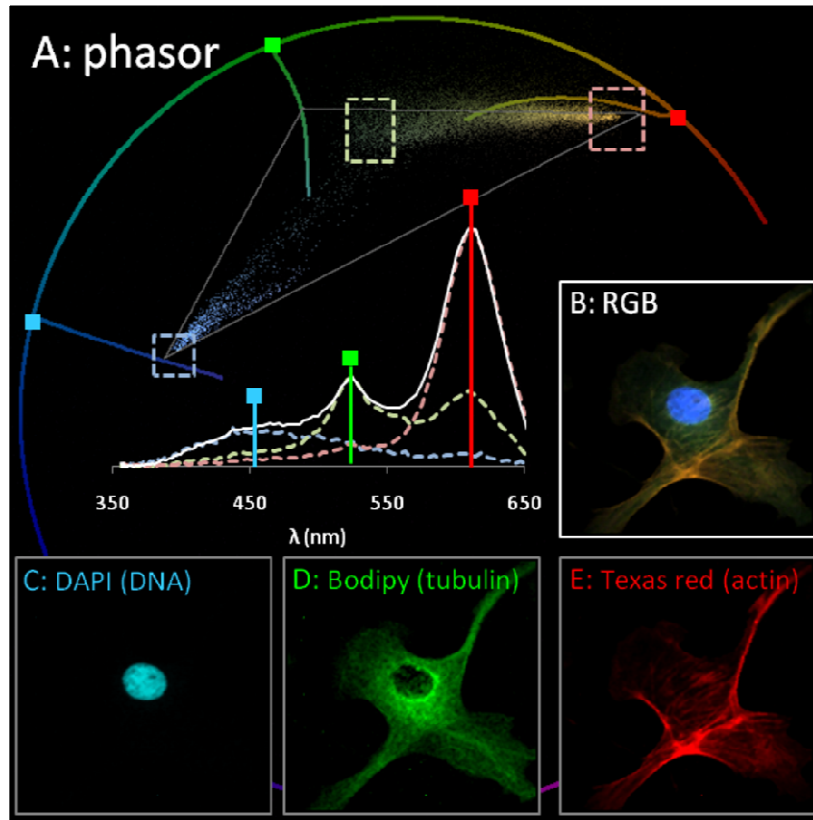 A: phasor
B: RGB
350 450 550 650
λ (nm)
C: DAPI (DNA)
D: Bodipy (tubulin)
E: Texas red (actin)